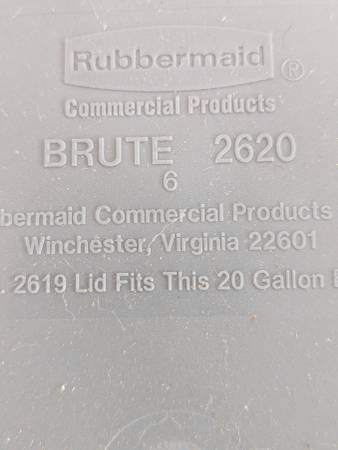 Rubbermaid ®
Commercial Products
BRUTE 2620
6
bermaid Commercial Products
Winchester, Virginia 22601
. 2619 Lid Fits This 20 Gallon